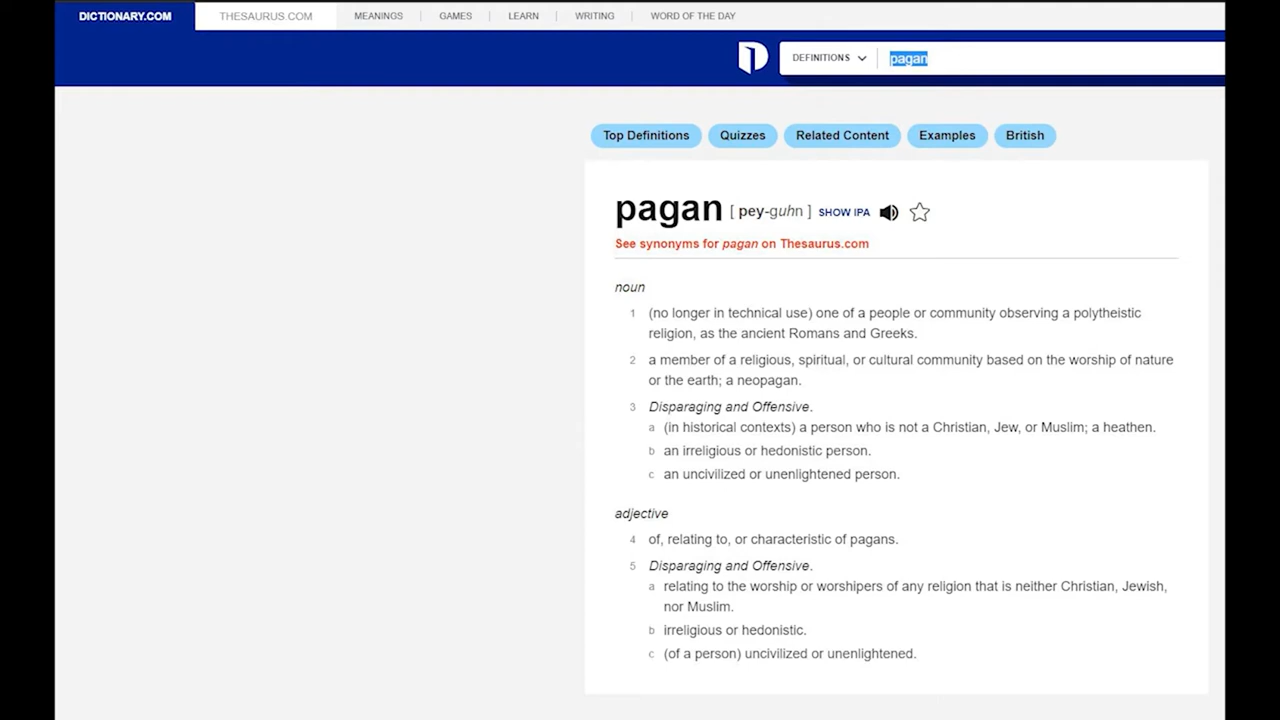 DICTIONARY.COM THESAURUS.COM MEANINGS GAMES LEARN WRITING WORD OF THE DAY
DEFINITIONS pagan
Top Definitions Quizzes Related Content Examples British
pagan [ pey-guhn ] SHOW IPA
See synonyms for pagan on Thesaurus.com
noun
1 (no longer in technical use) one of a people or community observing a polytheistic
religion, as the ancient Romans and Greeks.
2 a member of a religious, spiritual, or cultural community based on the worship of nature
or the earth; a neopagan.
3 Disparaging and Offensive.
a (in historical contexts) a person who is not a Christian, Jew, or Muslim; a heathen.
b an irreligious or hedonistic person.
c an uncivilized or unenlightened person.
adjective
4 of, relating to, or characteristic of pagans.
5 Disparaging and Offensive.
a relating to the worship or worshipers of any religion that is neither Christian, Jewish,
nor Muslim.
b irreligious or hedonistic.
c (of a person) uncivilized or unenlightened.